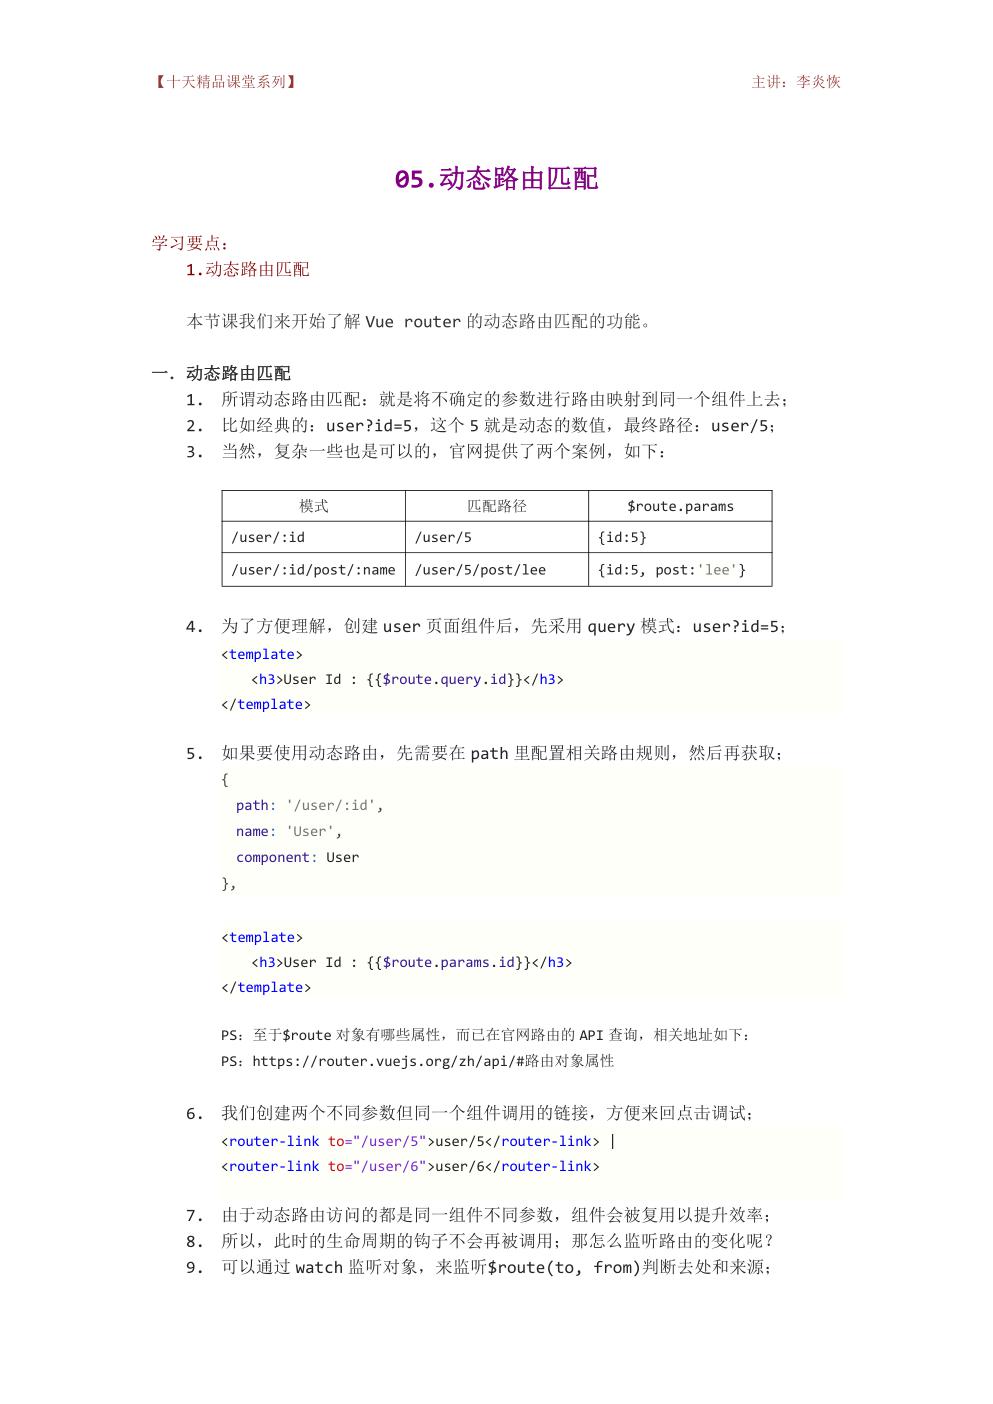 【十天精品课堂系列】 主讲：李炎恢
05.动态路由匹配
学习要点：
1.动态路由匹配
本节课我们来开始了解 Vue router 的动态路由匹配的功能。
一. 动态路由匹配
1. 所谓动态路由匹配：就是将不确定的参数进行路由映射到同一个组件上去；
2. 比如经典的：user?id=5，这个 5 就是动态的数值，最终路径：user/5；
3. 当然，复杂一些也是可以的，官网提供了两个案例，如下：
模式 匹配路径 $route.params
/user/:id /user/5 {id:5}
/user/:id/post/:name /user/5/post/lee {id:5, post:'lee'}
4. 为了方便理解，创建 user 页面组件后，先采用 query 模式：user?id=5；
<template>
<h3>User Id : {{$route.query.id}}</h3>
</template>
5. 如果要使用动态路由，先需要在 path 里配置相关路由规则，然后再获取；
{
path: '/user/:id',
name: 'User',
component: User
},
<template>
<h3>User Id : {{$route.params.id}}</h3>
</template>
PS：至于$route 对象有哪些属性，而已在官网路由的 API 查询，相关地址如下：
PS：https://router.vuejs.org/zh/api/#路由对象属性
6. 我们创建两个不同参数但同一个组件调用的链接，方便来回点击调试；
<router-link to="/user/5">user/5</router-link> |
<router-link to="/user/6">user/6</router-link>
7. 由于动态路由访问的都是同一组件不同参数，组件会被复用以提升效率；
8. 所以，此时的生命周期的钩子不会再被调用；那怎么监听路由的变化呢？
9. 可以通过 watch 监听对象，来监听$route(to, from)判断去处和来源；